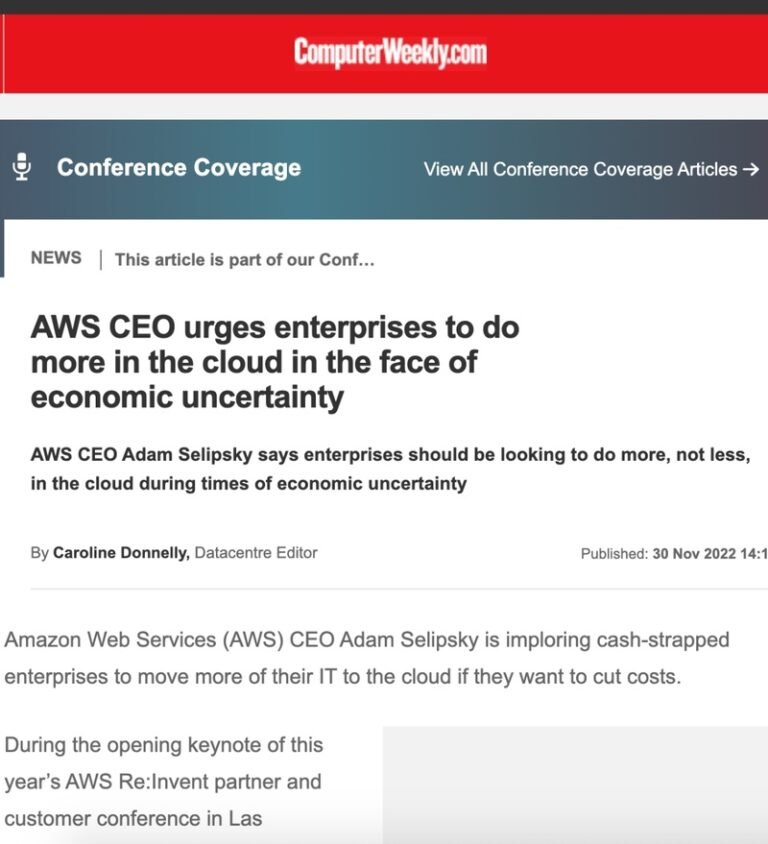 ComputerWeekly.com
Conference Coverage
View All Conference Coverage Articles →
NEWS | This article is part of our Conf...
AWS CEO urges enterprises to do
more in the cloud in the face of
economic uncertainty
AWS CEO Adam Selipsky says enterprises should be looking to do more, not less,
in the cloud during times of economic uncertainty
By Caroline Donnelly, Datacentre Editor
Published: 30 Nov 2022 14:1
Amazon Web Services (AWS) CEO Adam Selipsky is imploring cash-strapped
enterprises to move more of their IT to the cloud if they want to cut costs.
During the opening keynote of this
year’s AWS Re:Invent partner and
customer conference in Las